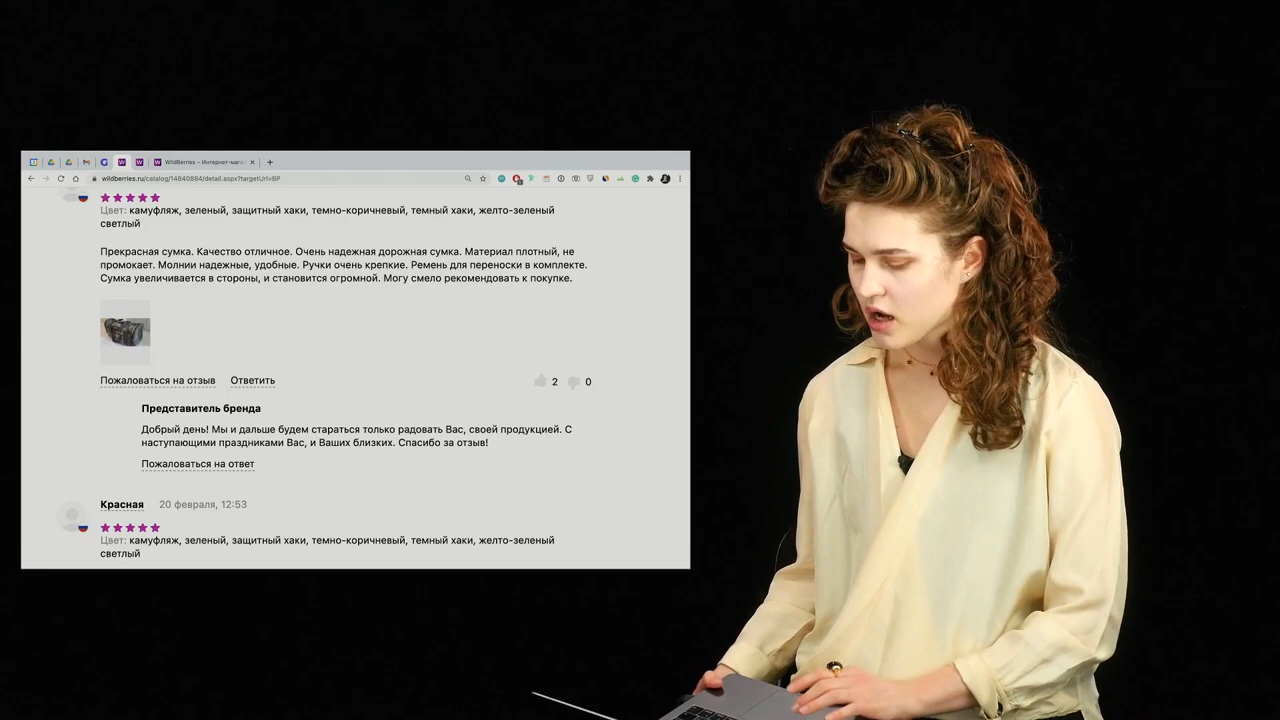 WildBerries – Интернет-мага
wildberries.ru/catalog/14840884/detail.aspx?targetUrl=BP
Цвет: камуфляж, зеленый, защитный хаки, темно-коричневый, темный хаки, желто-зеленый
светлый
Прекрасная сумка. Качество отличное. Очень надежная дорожная сумка. Материал плотный, не
промокает. Молнии надежные, удобные. Ручки очень крепкие. Ремень для переноски в комплекте.
Сумка увеличивается в стороны, и становится огромной. Могу смело рекомендовать к покупке.
Пожаловаться на отзыв Ответить 2 0
Представитель бренда
Добрый день! Мы и дальше будем стараться только радовать Вас, своей продукцией. С
наступающими праздниками Вас, и Ваших близких. Спасибо за отзыв!
Пожаловаться на ответ
Красная 20 февраля, 12:53
Цвет: камуфляж, зеленый, защитный хаки, темно-коричневый, темный хаки, желто-зеленый
светлый